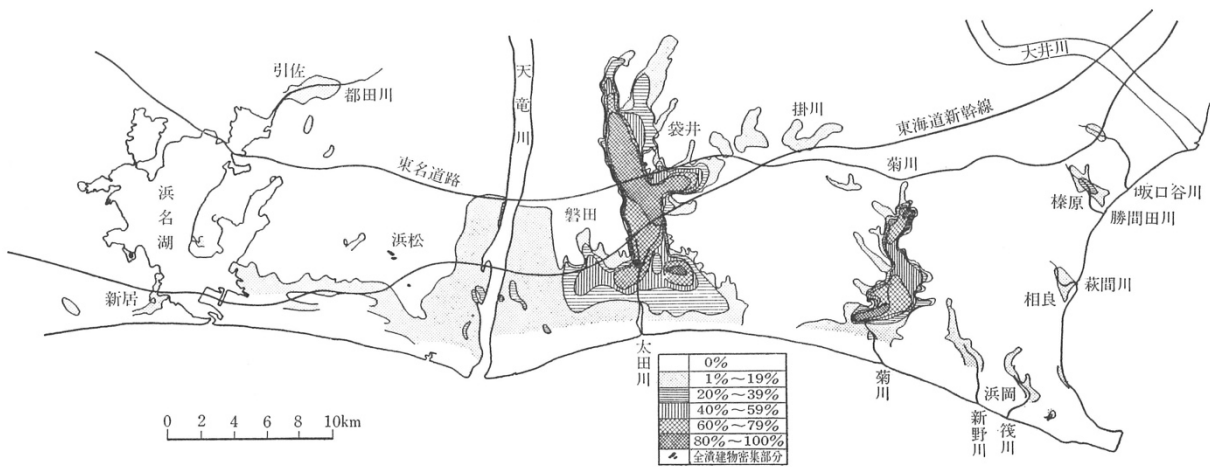 引佐
都田川
天竜川
大井川
掛川
東海道新幹線
袋井
菊川
東名道路
浜名湖
磐田
浜松
坂口谷川
榛原
勝間田川
新居
相良
萩間川
太田川
菊川
浜岡
新野川
筬川
0 2 4 6 8 10km
0%
1%～19%
20%～39%
40%～59%
60%～79%
80%～100%
全潰建物密集部分